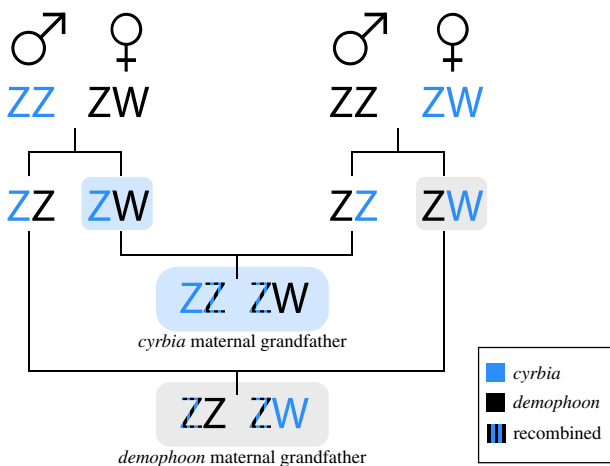 ♂ ♀ ♂ ♀
ZZ ZW ZZ ZW
ZZ ZW ZZ ZW
ZZ ZW
cyrbia maternal grandfather
ZZ ZW
demophoon maternal grandfather
cyrbia
demophoon
recombined